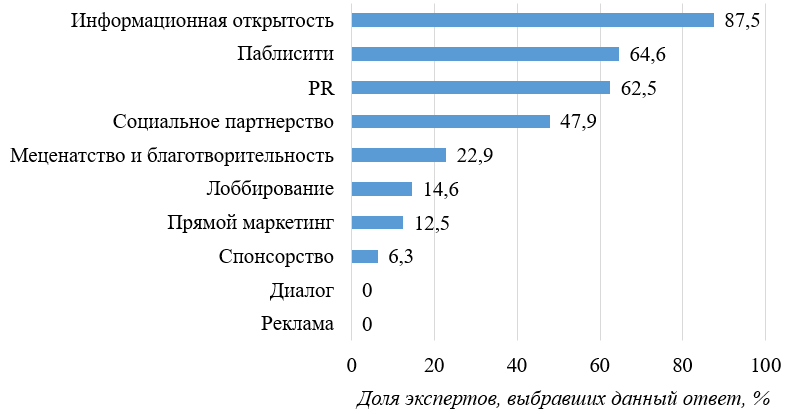 Информационная открытость 87,5
Паблисити 64,6
PR 62,5
Социальное партнерство 47,9
Меценатство и благотворительность 22,9
Лоббирование 14,6
Прямой маркетинг 12,5
Спонсорство 6,3
Диалог 0
Реклама 0
0 20 40 60 80 100
Доля экспертов, выбравших данный ответ, %